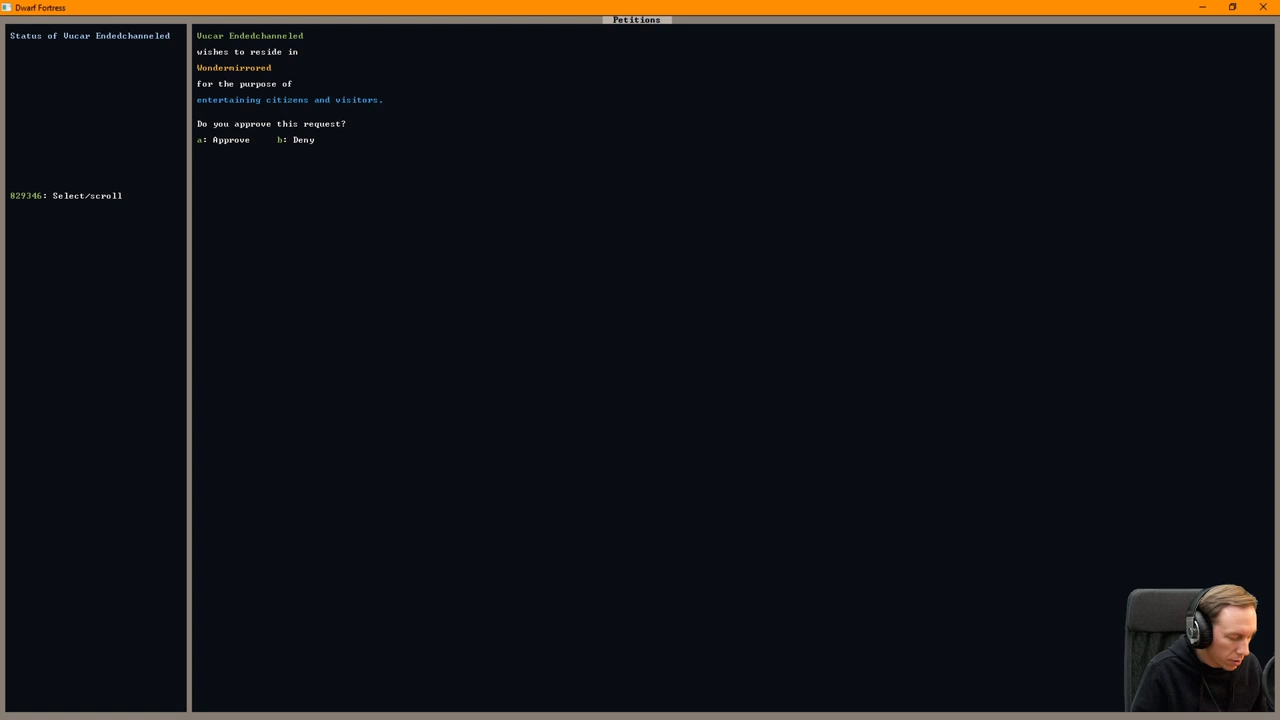 Dwarf Fortress
Petitions
Status of Vucar Endedchanneled
829346: Select/scroll
Vucar Endedchanneled
wishes to reside in
Wondermirrored
for the purpose of
entertaining citizens and visitors.
Do you approve this request?
a: Approve b: Deny